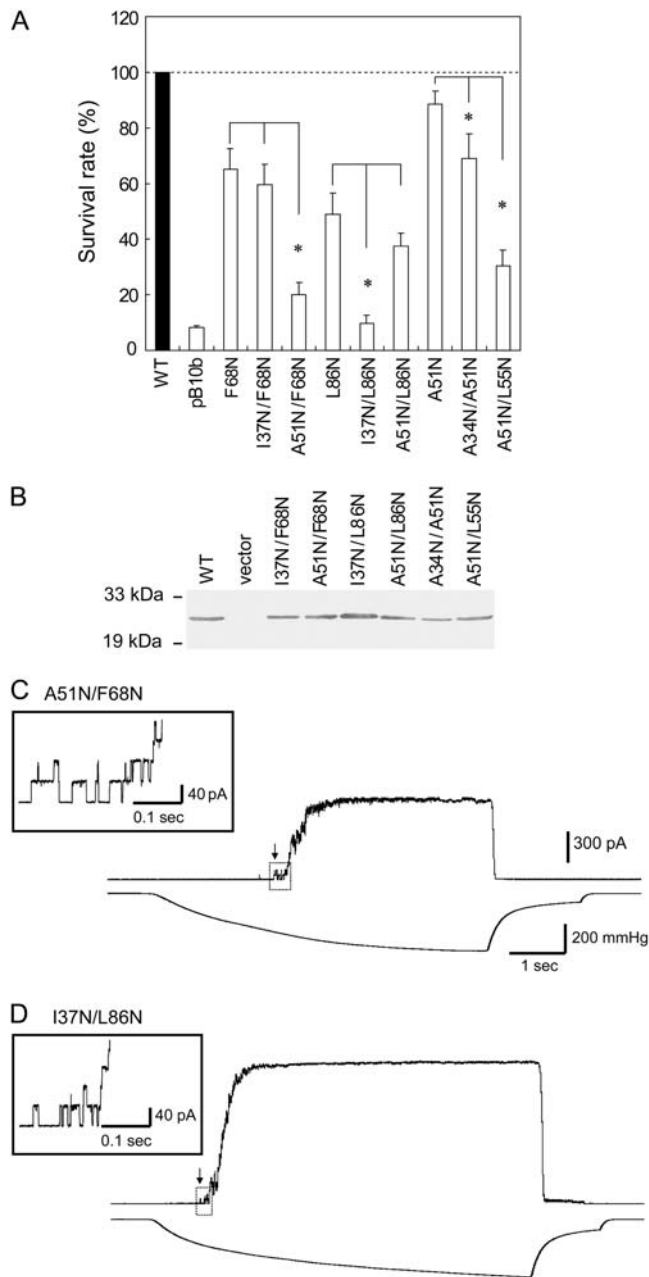 A
Survival rate (%)
120
100
80
60
40
20
0
*
*
*
*
WT
pB10b
F68N
I37N/F68N
A51N/F68N
L86N
I37N/L86N
A51N/L86N
A51N
A34N/A51N
A51N/L55N
B
WT
vector
I37N/F68N
A51N/F68N
I37N/L86N
A51N/L86N
A34N/A51N
A51N/L55N
33 kDa
19 kDa
C A51N/F68N
40 pA
0.1 sec
300 pA
200 mmHg
1 sec
D I37N/L86N
40 pA
0.1 sec